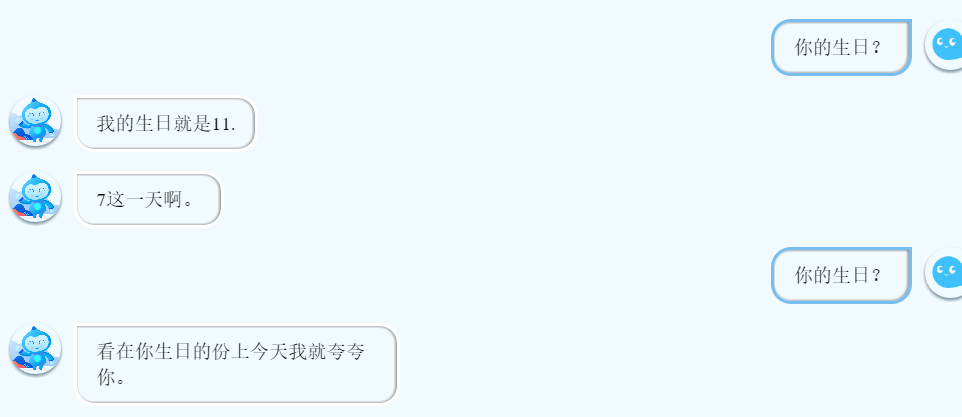 你的生日？
我的生日就是11.
7这一天啊。
你的生日？
看在你生日的份上今天我就夸夸
你。